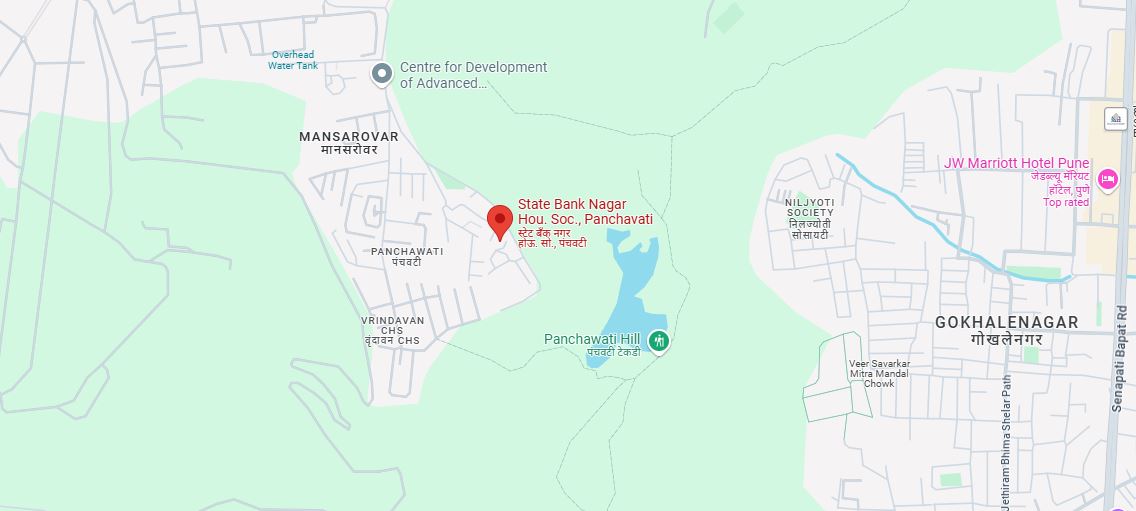 Overhead
Water Tank
Centre for Development
of Advanced...
MANSAROVAR
मानसरोवर
State Bank Nagar
Hou. Soc., Panchavati
स्टेट बँक नगर
हाऊ. सो., पंचवटी
PANCHAWATI
पंचवटी
VRINDAVAN
CHS
वृंदावन CHS
Panchawati Hill
पंचवटी टेकडी
JW Marriott Hotel Pune
जेडब्ल्यू मॅरियट
हॉटेल, पुणे
Top rated
NILJYOTI
SOCIETY
निलज्योती
सोसायटी
GOKHALENAGAR
गोखलेनगर
Veer Savarkar
Mitra Mandal
Chowk
Jethiram Bhima Shelar Path
Senapati Bapat Rd